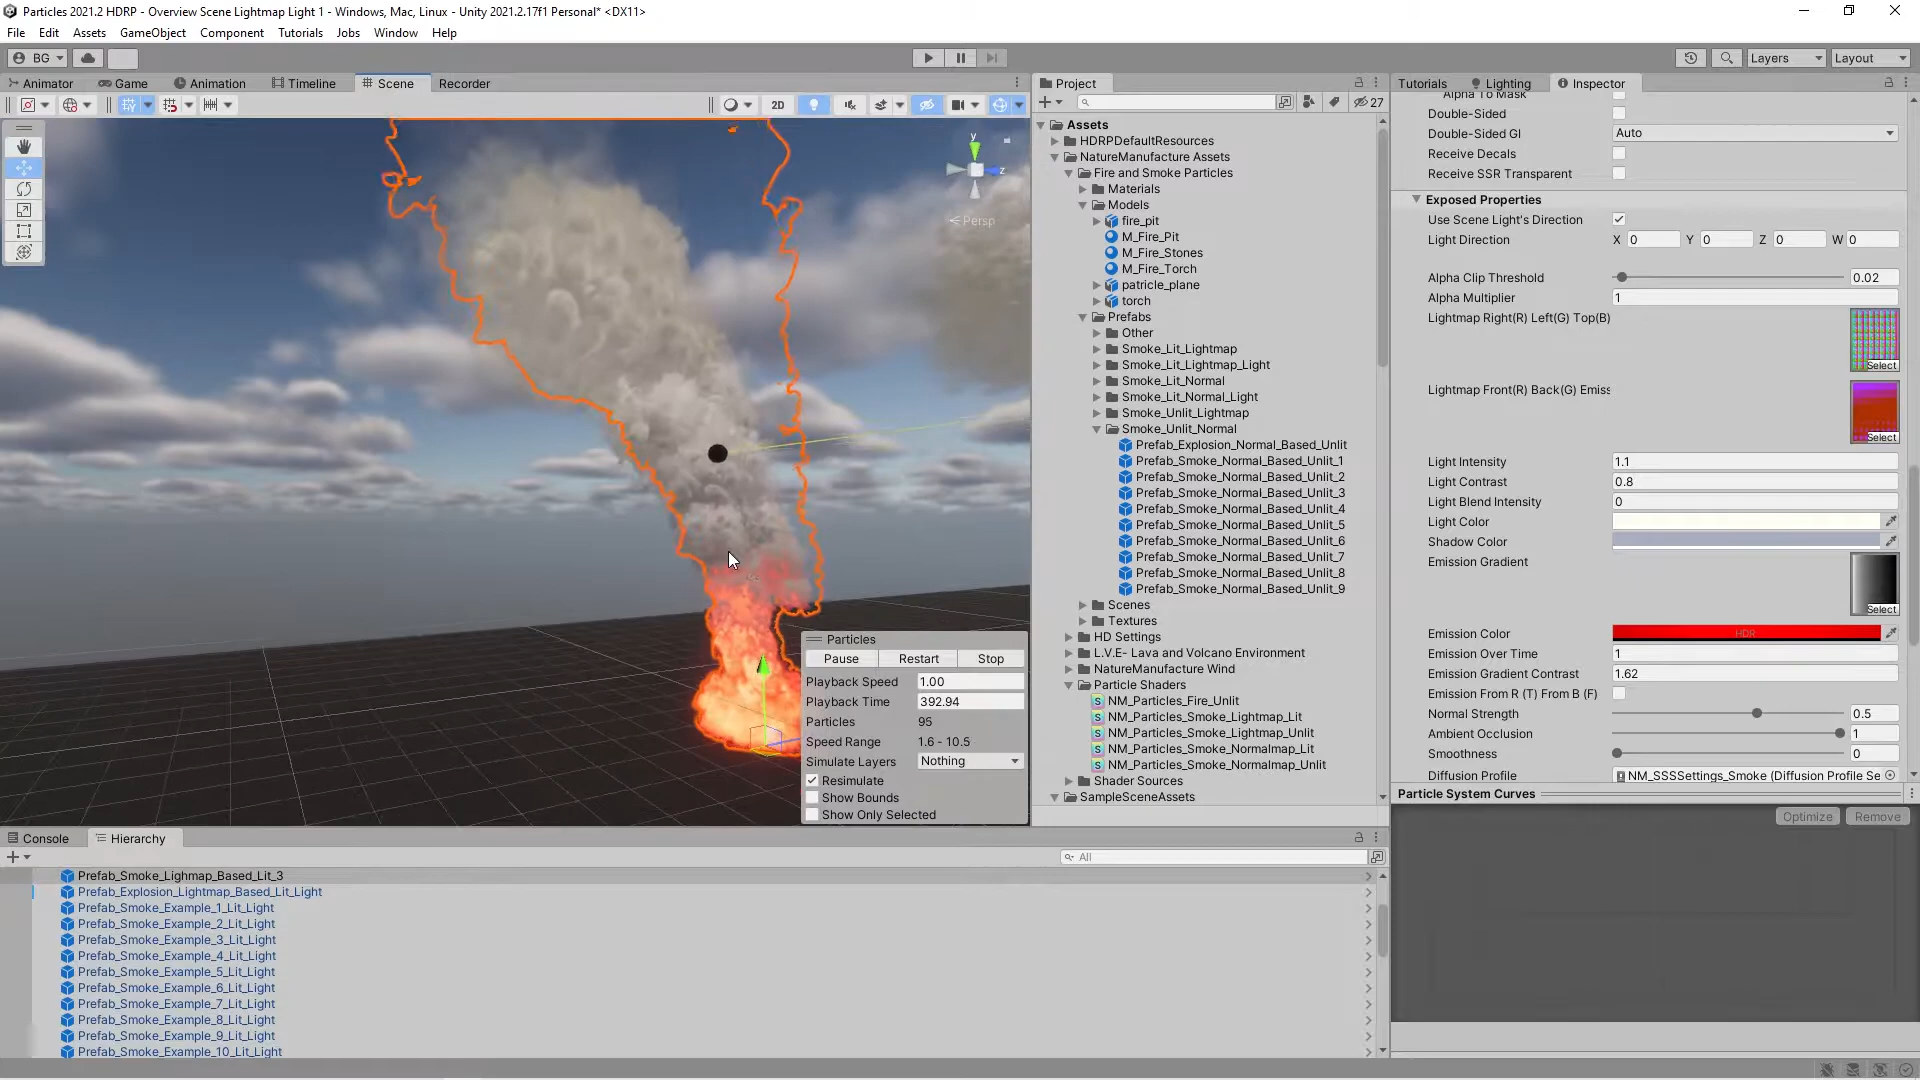 Particles 2021.2 HDRP - Overview Scene Lightmap Light 1 - Windows, Mac, Linux - Unity 2021.2.17f1 Personal* <DX11>
File Edit Assets GameObject Component Tutorials Jobs Window Help
BG
Layers
Layout
Animator
Game
Animation
Timeline
Scene
Recorder
2D
y
z
Persp
Particles
Pause Restart Stop
Playback Speed 1.00
Playback Time 392.94
Particles 95
Speed Range 1.6 - 10.5
Simulate Layers Nothing
Resimulate
Show Bounds
Show Only Selected
Project
27
Assets
HDRPDefaultResources
NatureManufacture Assets
Fire and Smoke Particles
Materials
Models
fire_pit
M_Fire_Pit
M_Fire_Stones
M_Fire_Torch
patricle_plane
torch
Prefabs
Other
Smoke_Lit_Lightmap
Smoke_Lit_Lightmap_Light
Smoke_Lit_Normal
Smoke_Lit_Normal_Light
Smoke_Unlit_Lightmap
Smoke_Unlit_Normal
Prefab_Explosion_Normal_Based_Unlit
Prefab_Smoke_Normal_Based_Unlit_1
Prefab_Smoke_Normal_Based_Unlit_2
Prefab_Smoke_Normal_Based_Unlit_3
Prefab_Smoke_Normal_Based_Unlit_4
Prefab_Smoke_Normal_Based_Unlit_5
Prefab_Smoke_Normal_Based_Unlit_6
Prefab_Smoke_Normal_Based_Unlit_7
Prefab_Smoke_Normal_Based_Unlit_8
Prefab_Smoke_Normal_Based_Unlit_9
Scenes
Textures
HD Settings
L.V.E- Lava and Volcano Environment
NatureManufacture Wind
Particle Shaders
NM_Particles_Fire_Unlit
NM_Particles_Smoke_Lightmap_Lit
NM_Particles_Smoke_Lightmap_Unlit
NM_Particles_Smoke_Normalmap_Lit
NM_Particles_Smoke_Normalmap_Unlit
Shader Sources
SampleSceneAssets
Tutorials
Lighting
Inspector
Alpha To Mask
Double-Sided
Double-Sided GI Auto
Receive Decals
Receive SSR Transparent
Exposed Properties
Use Scene Light's Direction
Light Direction X 0 Y 0 Z 0 W 0
Alpha Clip Threshold 0.02
Alpha Multiplier 1
Lightmap Right(R) Left(G) Top(B)
Select
Lightmap Front(R) Back(G) Emiss
Select
Light Intensity 1.1
Light Contrast 0.8
Light Blend Intensity 0
Light Color
Shadow Color
Emission Gradient
Select
Emission Color HDR
Emission Over Time 1
Emission Gradient Contrast 1.62
Emission From R (T) From B (F)
Normal Strength 0.5
Ambient Occlusion 1
Smoothness 0
Diffusion Profile NM_SSSSettings_Smoke (Diffusion Profile Se
Particle System Curves
Optimize Remove
Console
Hierarchy
All
Prefab_Smoke_Lighmap_Based_Lit_3
Prefab_Explosion_Lightmap_Based_Lit_Light
Prefab_Smoke_Example_1_Lit_Light
Prefab_Smoke_Example_2_Lit_Light
Prefab_Smoke_Example_3_Lit_Light
Prefab_Smoke_Example_4_Lit_Light
Prefab_Smoke_Example_5_Lit_Light
Prefab_Smoke_Example_6_Lit_Light
Prefab_Smoke_Example_7_Lit_Light
Prefab_Smoke_Example_8_Lit_Light
Prefab_Smoke_Example_9_Lit_Light
Prefab_Smoke_Example_10_Lit_Light